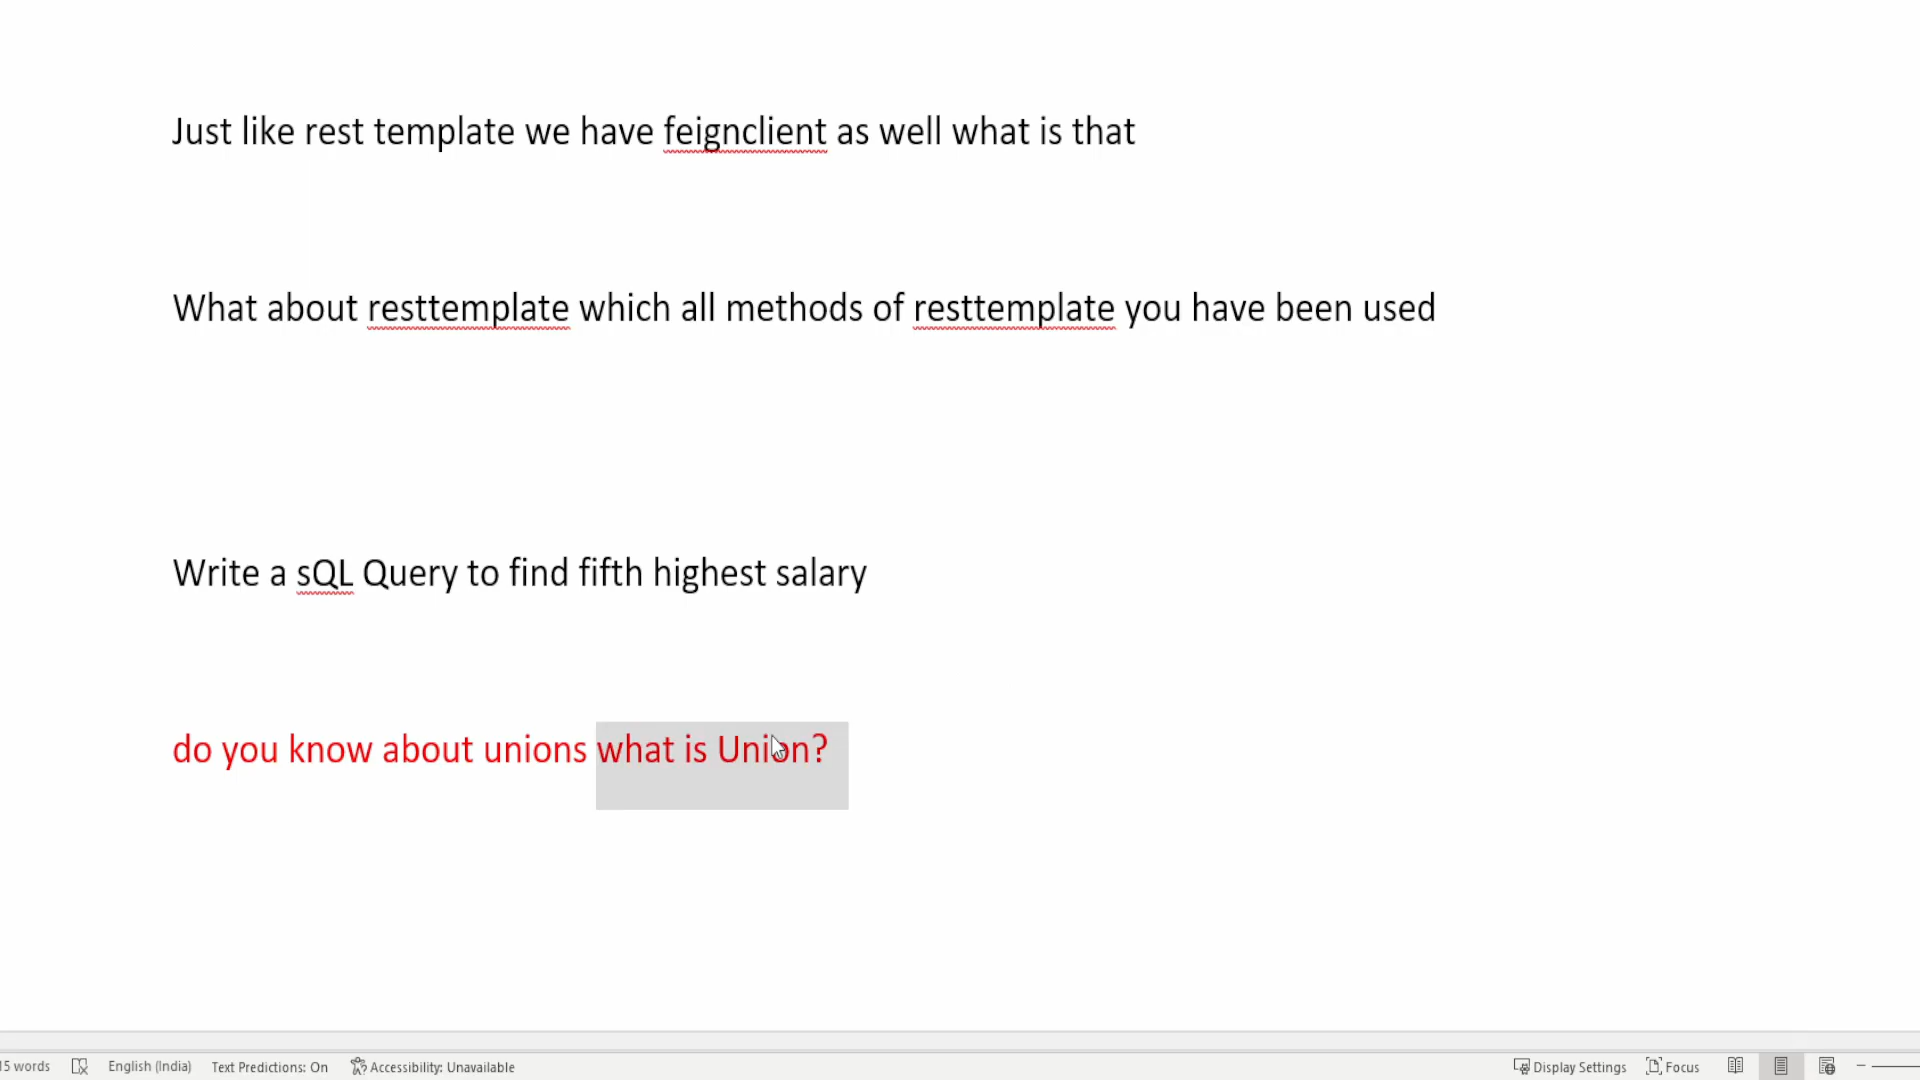 Just like rest template we have feignclient as well what is that
What about resttemplate which all methods of resttemplate you have been used
Write a sQL Query to find fifth highest salary
do you know about unions what is Union?
15 words English (India) Text Predictions: On Accessibility: Unavailable Display Settings Focus